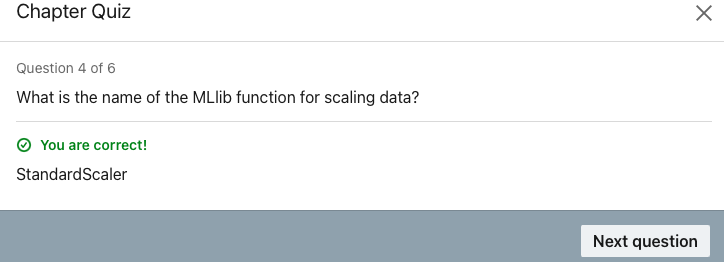 Chapter Quiz
Question 4 of 6
What is the name of the MLlib function for scaling data?
You are correct!
StandardScaler
Next question